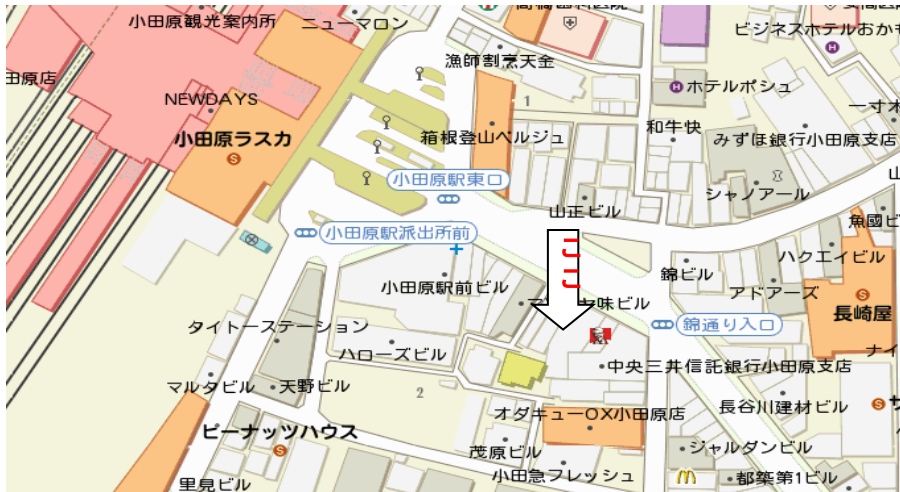 小田原観光案内所
ニューマロン
漁師割烹天金
ビジネスホテルおかも
田原店
NEWDAYS
ホテルポシュ
一寸木
小田原ラスカ
箱根登山ベルジュ
1
和牛快
みずほ銀行小田原支店
小田原駅東口
シャノアール
山
山正ビル
魚國ビ
小田原駅派出所前
ココ
錦ビル
ハクエイビル
小田原駅前ビル
味ビル
アドアーズ
長崎屋
タイトーステーション
錦通り入口
ハローズビル
ナイ
中央三井信託銀行小田原支店
マルタビル
天野ビル
2
オダキューOX小田原店
長谷川建材ビル
サ
ピーナッツハウス
茂原ビル
ジャルダンビル
里見ビル
小田急フレッシュ
都築第1ビル